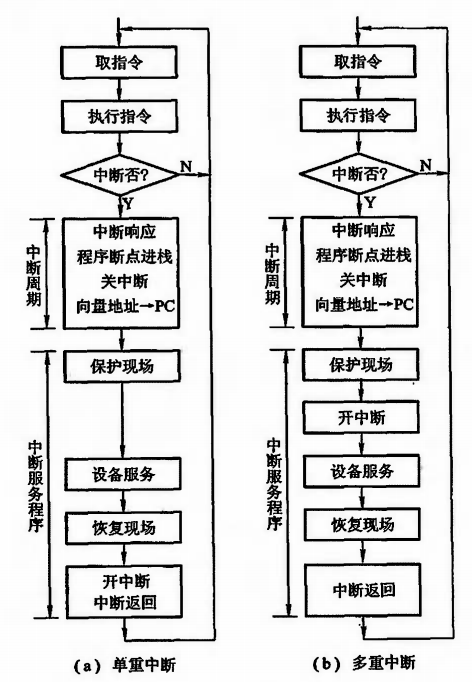 取指令
执行指令
中断否?
N
Y
中断周期
中断响应
程序断点进栈
关中断
向量地址→PC
中断服务程序
保护现场
设备服务
恢复现场
开中断
中断返回
(a) 单重中断
取指令
执行指令
中断否?
N
Y
中断周期
中断响应
程序断点进栈
关中断
向量地址→PC
中断服务程序
保护现场
开中断
设备服务
恢复现场
中断返回
(b) 多重中断